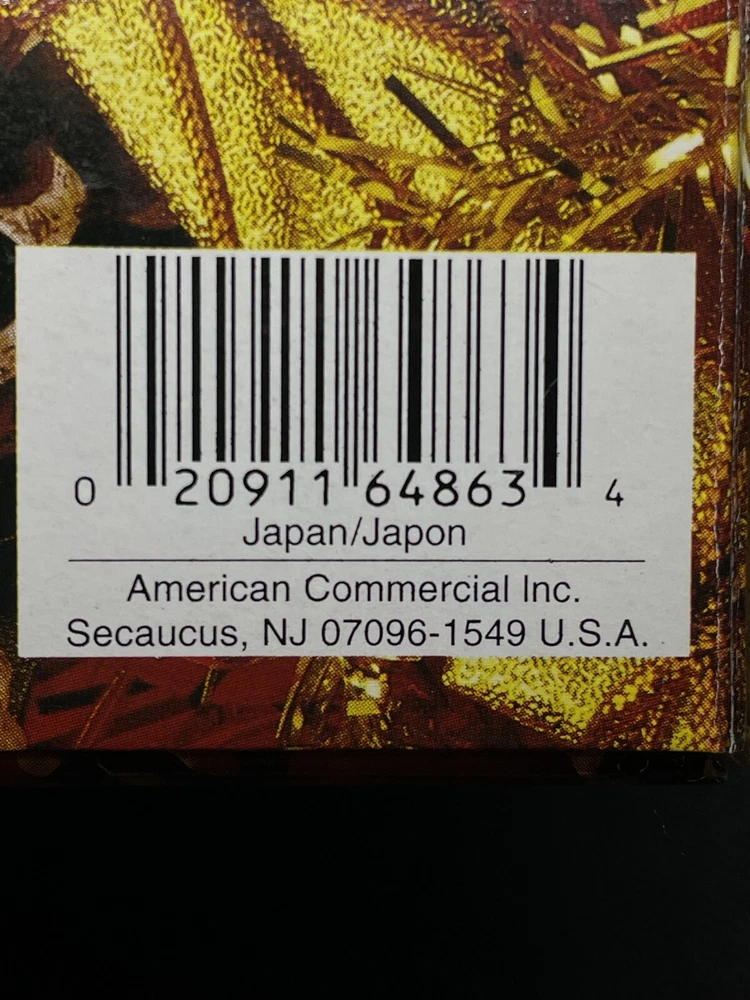 0 20911 64863 4
Japan/Japon
American Commercial Inc.
Secaucus, NJ 07096-1549 U.S.A.